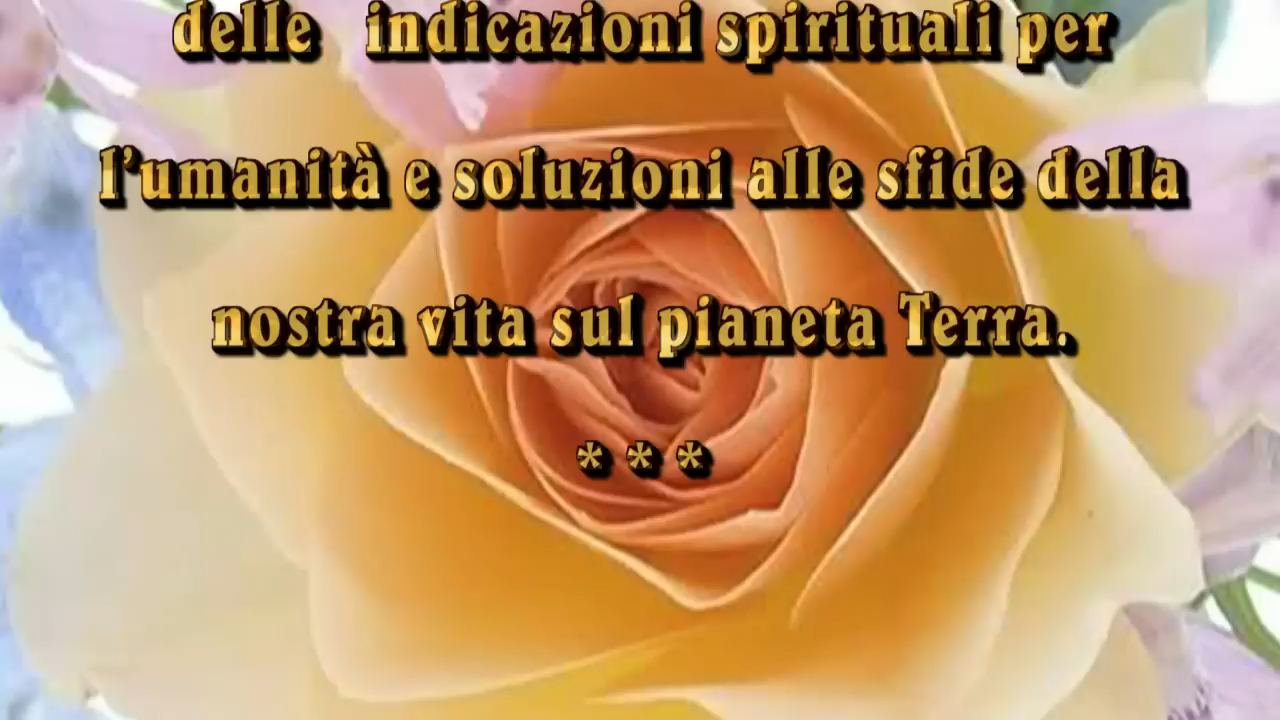 delle indicazioni spirituali per
l'umanità e soluzioni alle sfide della
nostra vita sul pianeta Terra.
* * *